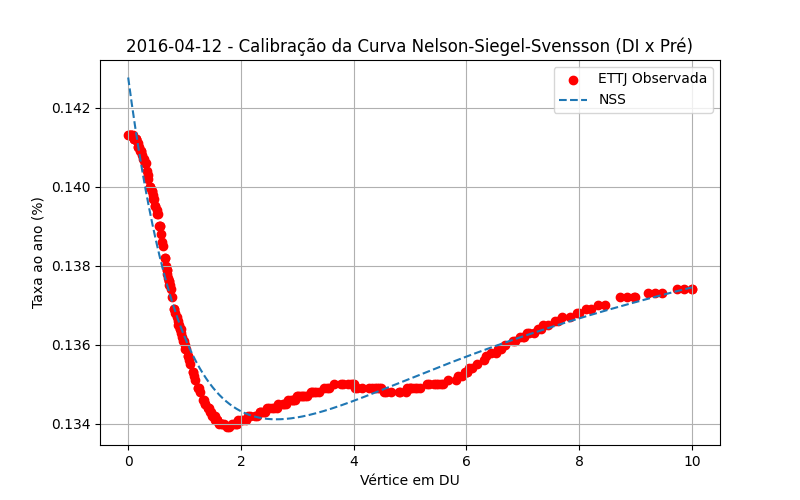 2016-04-12 - Calibração da Curva Nelson-Siegel-Svensson (DI x Pré)
ETTJ Observada
NSS
0.142
0.140
0.138
0.136
0.134
Taxa ao ano (%)
0 2 4 6 8 10
Vértice em DU